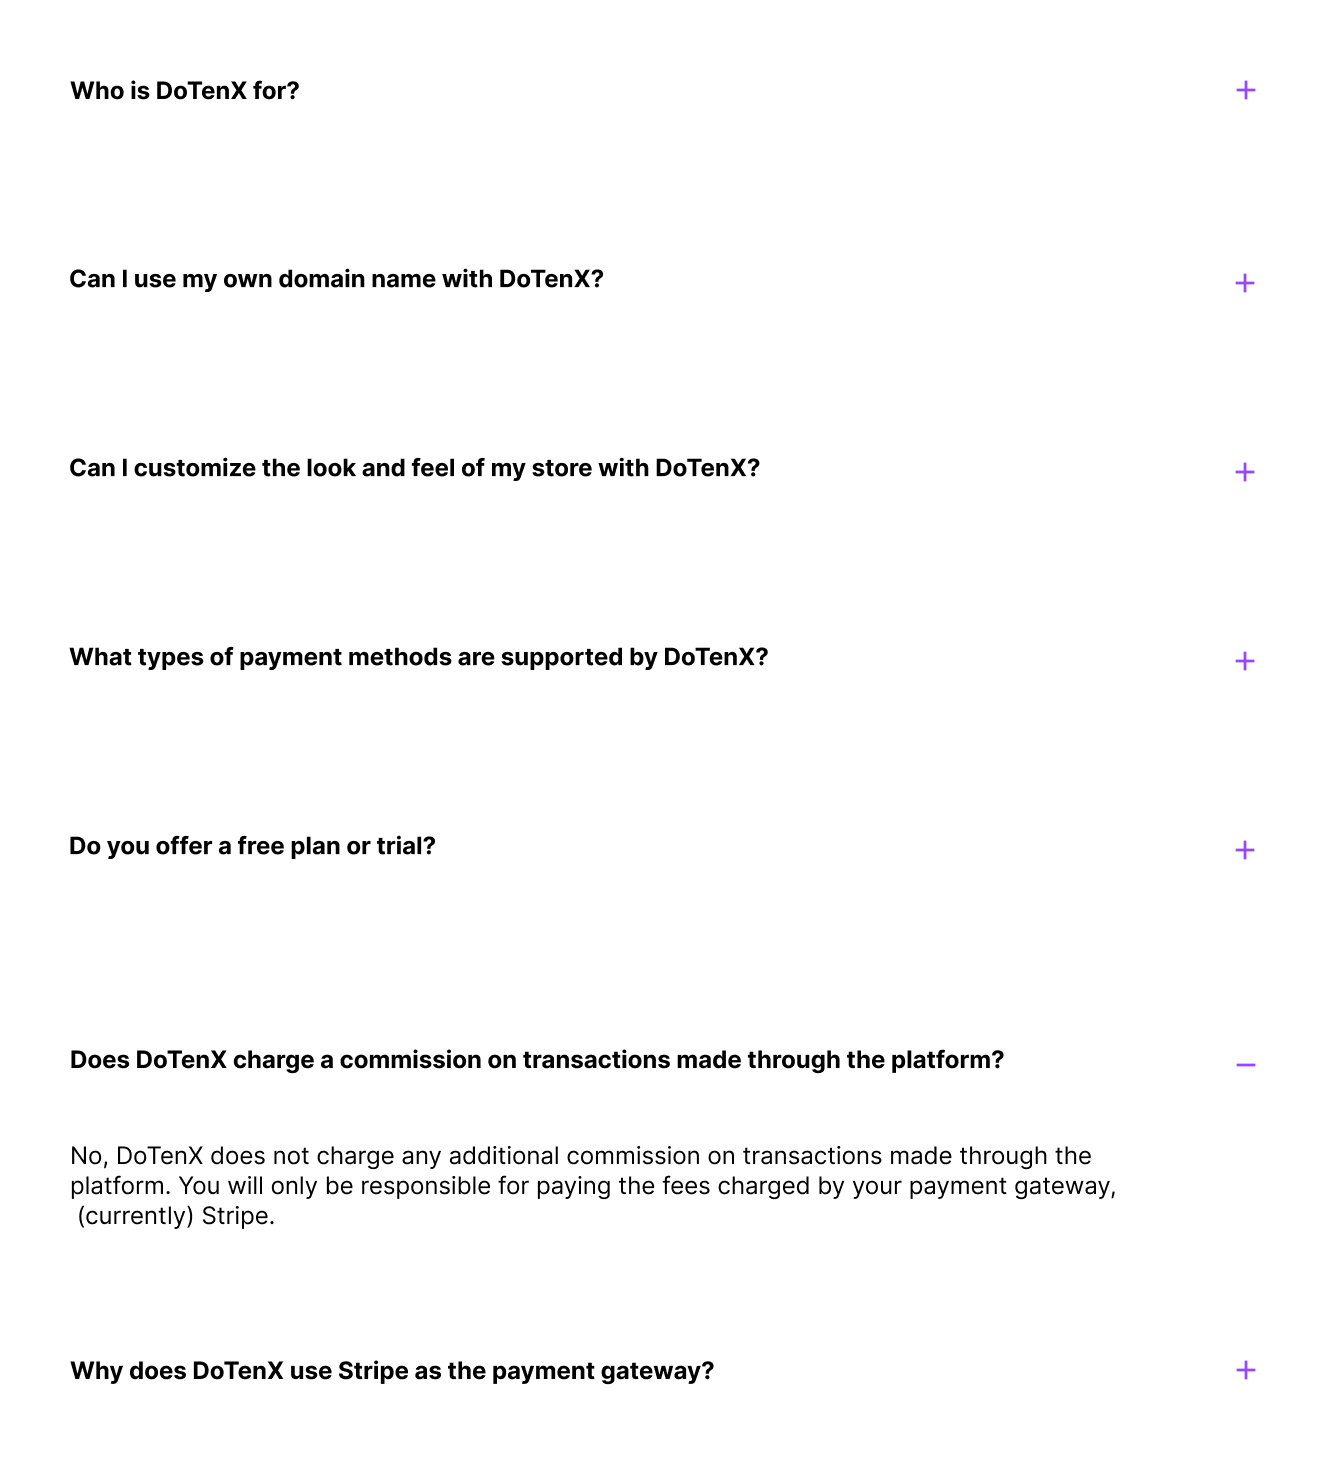 Who is DoTenX for?
Can I use my own domain name with DoTenX?
Can I customize the look and feel of my store with DoTenX?
What types of payment methods are supported by DoTenX?
Do you offer a free plan or trial?
Does DoTenX charge a commission on transactions made through the platform?
No, DoTenX does not charge any additional commission on transactions made through the
platform. You will only be responsible for paying the fees charged by your payment gateway,
(currently) Stripe.
Why does DoTenX use Stripe as the payment gateway?